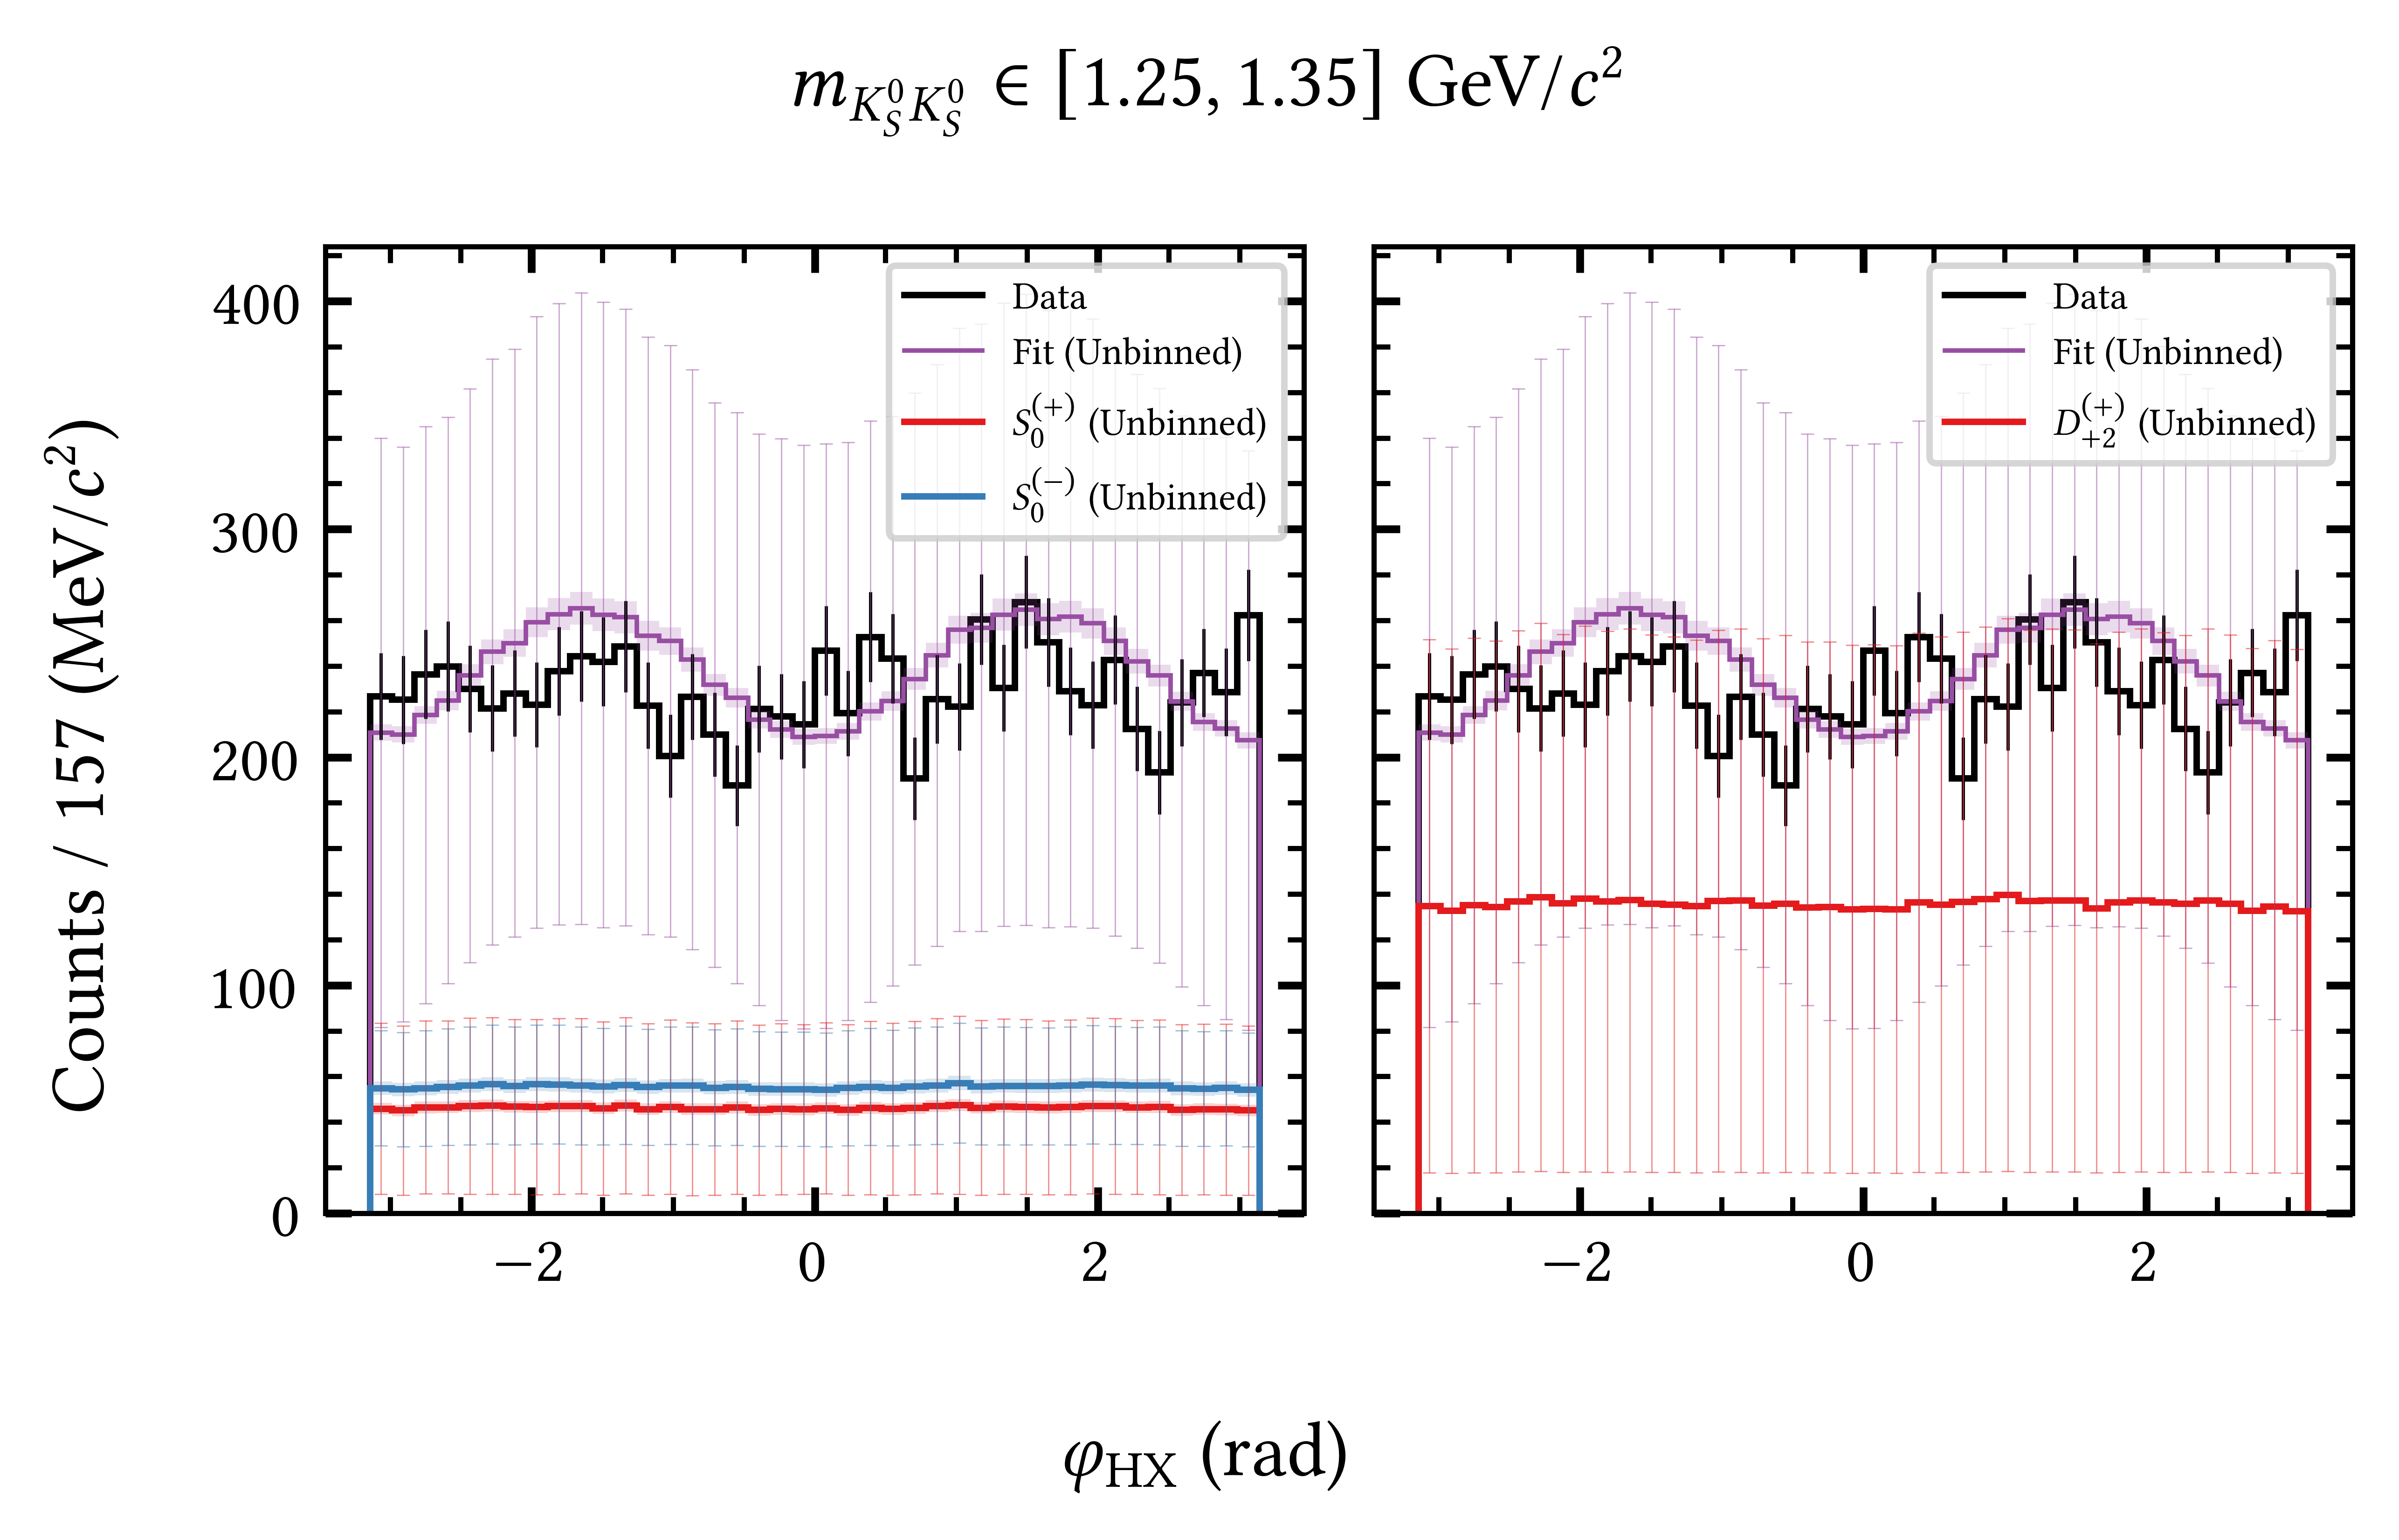 m_{K_S^0 K_S^0} ∈ [1.25, 1.35] GeV/c²
Counts / 157 (MeV/c²)
400
300
200
100
0
Data
Fit (Unbinned)
S_0^{(+)} (Unbinned)
S_0^{(−)} (Unbinned)
Data
Fit (Unbinned)
D_{+2}^{(+)} (Unbinned)
−2 0 2
−2 0 2
φ_{HX} (rad)